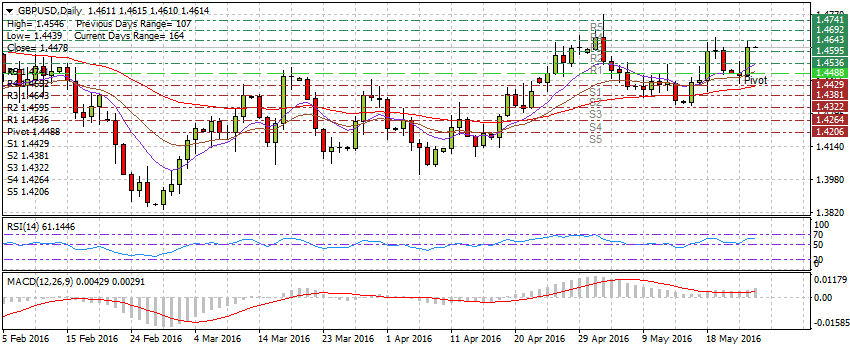 GBPUSD,Daily 1.4611 1.4615 1.4610 1.4614
High= 1.4546 Previous Days Range= 107
Low= 1.4439 Current Days Range= 164
Close= 1.4478
R3 1.4643
R2 1.4595
R1 1.4536
Pivot 1.4488
S1 1.4429
S2 1.4381
S3 1.4322
S4 1.4264
S5 1.4206
R5
R2
R1
Pivot
S1
S2
S3
S4
S5
1.4770
1.4741
1.4692
1.4643
1.4595
1.4536
1.4488
1.4429
1.4381
1.4322
1.4264
1.4206
1.4140
1.3980
1.3820
RSI(14) 61.1446
100
70
50
20
0
MACD(12,26,9) 0.00429 0.00291
0.01179
0.00
-0.01585
5 Feb 2016 15 Feb 2016 24 Feb 2016 4 Mar 2016 14 Mar 2016 23 Mar 2016 1 Apr 2016 11 Apr 2016 20 Apr 2016 29 Apr 2016 9 May 2016 18 May 2016